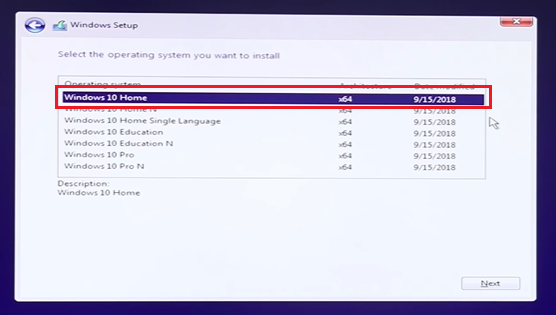 Windows Setup
Select the operating system you want to install
Operating system Architecture Date modified
Windows 10 Home x64 9/15/2018
Windows 10 Home N x64 9/15/2018
Windows 10 Home Single Language x64 9/15/2018
Windows 10 Education x64 9/15/2018
Windows 10 Education N x64 9/15/2018
Windows 10 Pro x64 9/15/2018
Windows 10 Pro N x64 9/15/2018
Description:
Windows 10 Home
Next